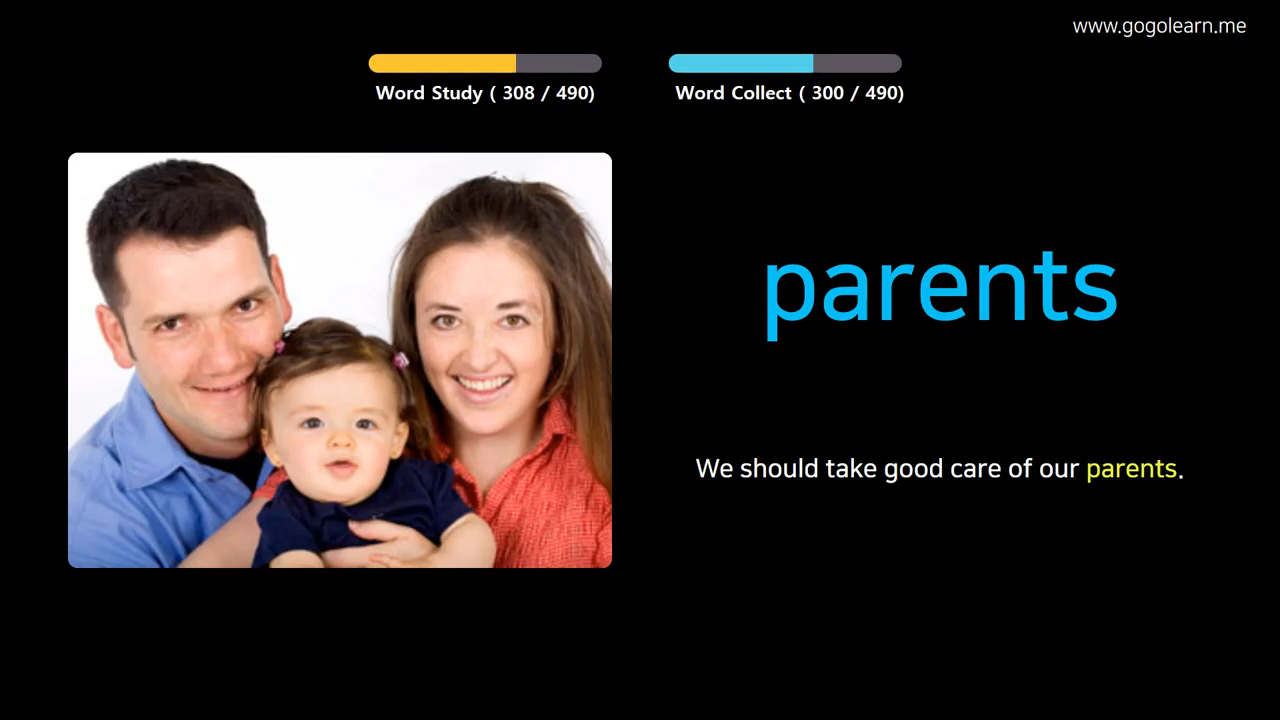 www.gogolearn.me
Word Study ( 308 / 490)
Word Collect ( 300 / 490)
parents
We should take good care of our parents.